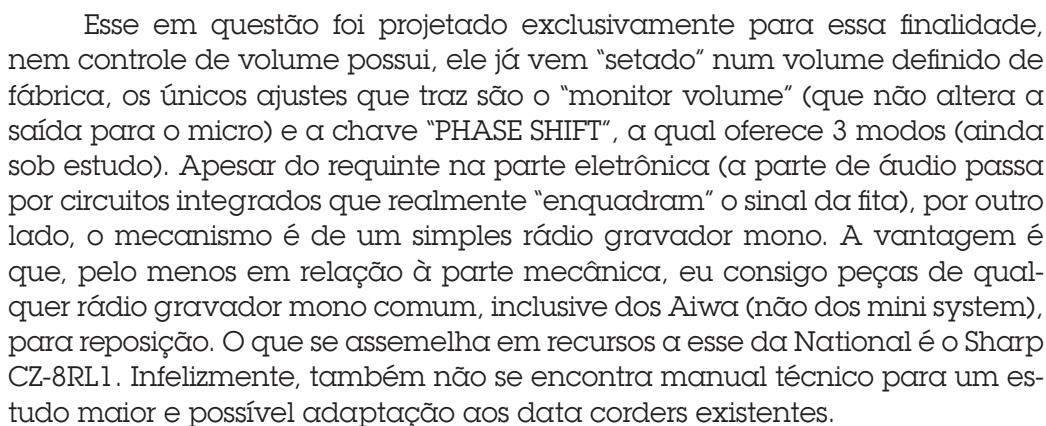 Esse em questão foi projetado exclusivamente para essa finalidade,
nem controle de volume possui, ele já vem “setado” num volume definido de
fábrica, os únicos ajustes que traz são o “monitor volume” (que não altera a
saída para o micro) e a chave “PHASE SHIFT”, a qual oferece 3 modos (ainda
sob estudo). Apesar do requinte na parte eletrônica (a parte de áudio passa
por circuitos integrados que realmente “enquadram” o sinal da fita), por outro
lado, o mecanismo é de um simples rádio gravador mono. A vantagem é
que, pelo menos em relação à parte mecânica, eu consigo peças de qual-
quer rádio gravador mono comum, inclusive dos Aiwa (não dos mini system),
para reposição. O que se assemelha em recursos a esse da National é o Sharp
CZ-8RL1. Infelizmente, também não se encontra manual técnico para um es-
tudo maior e possível adaptação aos data corders existentes.